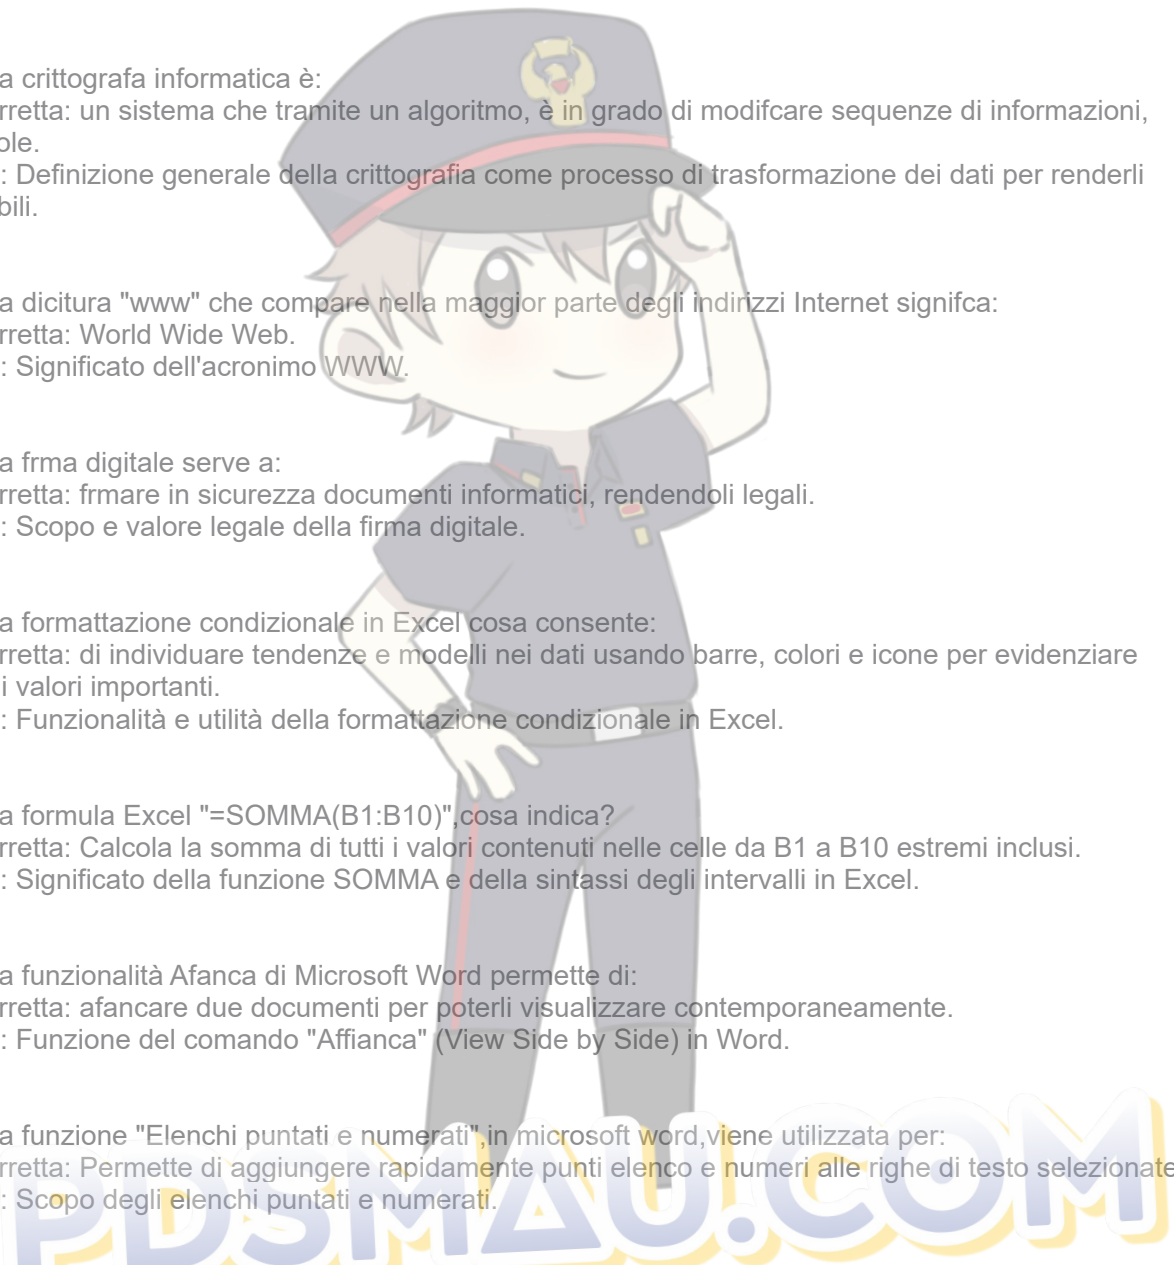 a crittografa informatica è:
rretta: un sistema che tramite un algoritmo, è in grado di modifcare sequenze di informazioni,
ole.
: Definizione generale della crittografia come processo di trasformazione dei dati per renderli
bili.
a dicitura "www" che compare nella maggior parte degli indirizzi Internet signifca:
rretta: World Wide Web.
: Significato dell'acronimo WWW.
a frma digitale serve a:
rretta: frmare in sicurezza documenti informatici, rendendoli legali.
: Scopo e valore legale della firma digitale.
a formattazione condizionale in Excel cosa consente:
rretta: di individuare tendenze e modelli nei dati usando barre, colori e icone per evidenziare
i valori importanti.
: Funzionalità e utilità della formattazione condizionale in Excel.
a formula Excel "=SOMMA(B1:B10)",cosa indica?
rretta: Calcola la somma di tutti i valori contenuti nelle celle da B1 a B10 estremi inclusi.
: Significato della funzione SOMMA e della sintassi degli intervalli in Excel.
a funzionalità Afanca di Microsoft Word permette di:
rretta: afancare due documenti per poterli visualizzare contemporaneamente.
: Funzione del comando "Affianca" (View Side by Side) in Word.
a funzione "Elenchi puntati e numerati",in microsoft word,viene utilizzata per:
rretta: Permette di aggiungere rapidamente punti elenco e numeri alle righe di testo selezionate
: Scopo degli elenchi puntati e numerati.
PDSMAU.COM